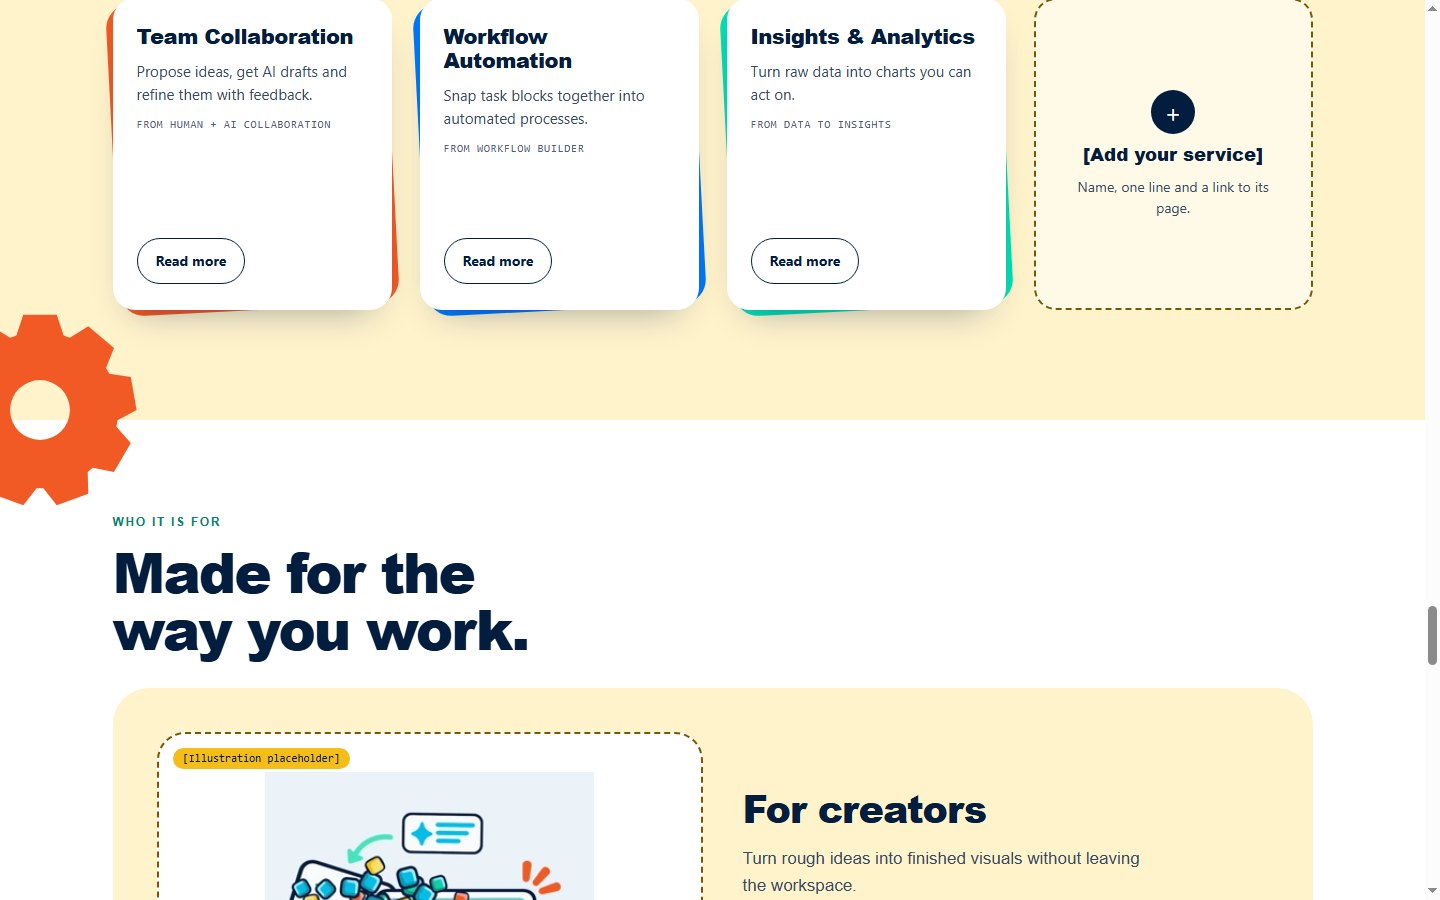 Team Collaboration
Propose ideas, get AI drafts and
refine them with feedback.
FROM HUMAN + AI COLLABORATION
Read more
Workflow
Automation
Snap task blocks together into
automated processes.
FROM WORKFLOW BUILDER
Read more
Insights & Analytics
Turn raw data into charts you can
act on.
FROM DATA TO INSIGHTS
Read more
+
[Add your service]
Name, one line and a link to its
page.
WHO IT IS FOR
Made for the
way you work.
[Illustration placeholder]
For creators
Turn rough ideas into finished visuals without leaving
the workspace.